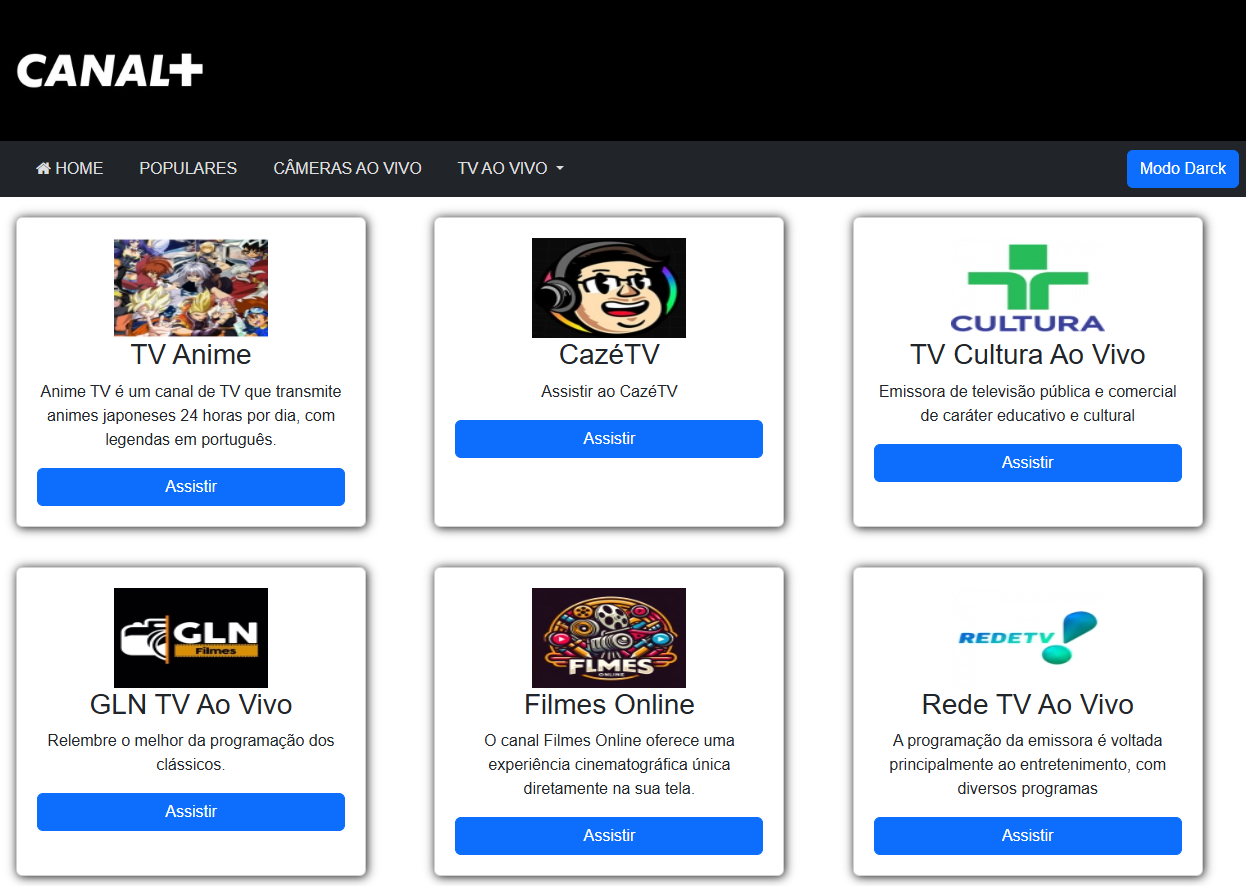 CANAL+
HOME
POPULARES
CÂMERAS AO VIVO
TV AO VIVO
Modo Darck
TV Anime
Anime TV é um canal de TV que transmite
animes japoneses 24 horas por dia, com
legendas em português.
Assistir
CazéTV
Assistir ao CazéTV
Assistir
CULTURA
TV Cultura Ao Vivo
Emissora de televisão pública e comercial
de caráter educativo e cultural
Assistir
GLN
Filmes
GLN TV Ao Vivo
Relembre o melhor da programação dos
clássicos.
Assistir
FLMES
ONLINE
Filmes Online
O canal Filmes Online oferece uma
experiência cinematográfica única
diretamente na sua tela.
Assistir
REDETV
Rede TV Ao Vivo
A programação da emissora é voltada
principalmente ao entretenimento, com
diversos programas
Assistir